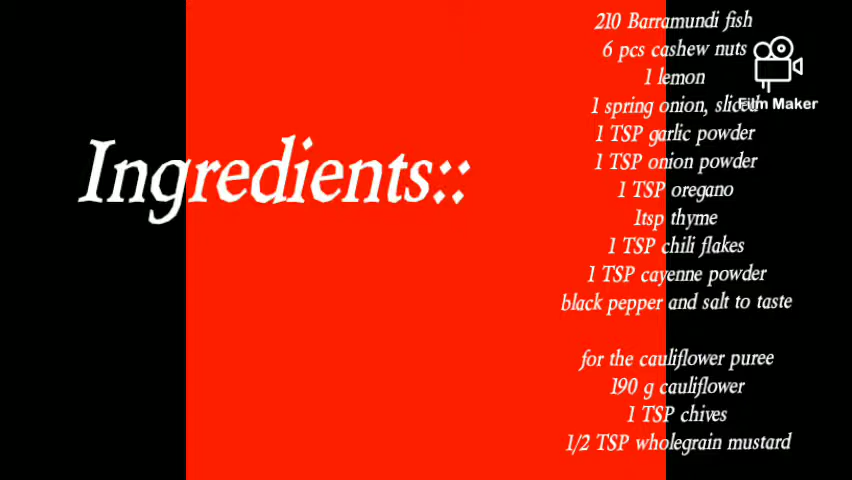 Ingredients::
210 Barramundi fish
6 pcs cashew nuts
1 lemon
1 spring onion, sliced
1 TSP garlic powder
1 TSP onion powder
1 TSP oregano
1tsp thyme
1 TSP chili flakes
1 TSP cayenne powder
black pepper and salt to taste
for the cauliflower puree
190 g cauliflower
1 TSP chives
1/2 TSP wholegrain mustard
Film Maker